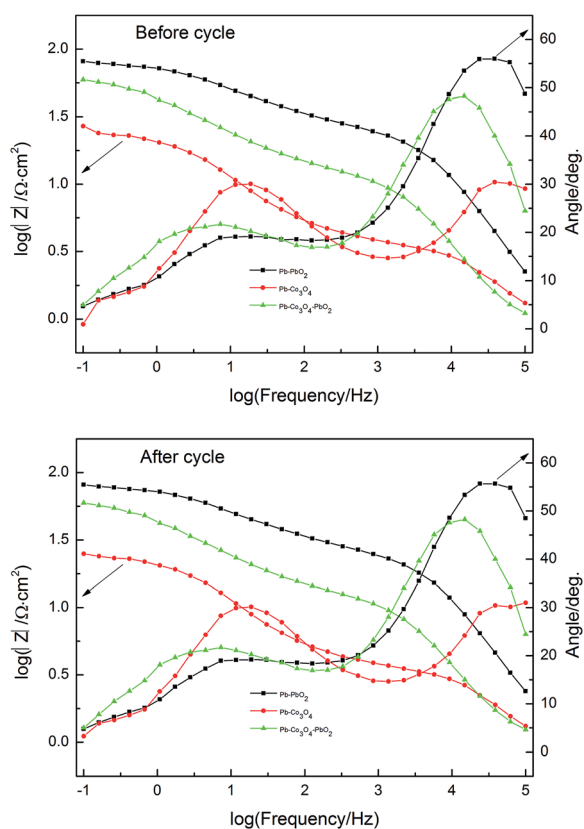 Before cycle
2.0
1.5
1.0
0.5
0.0
log(|Z| /Ω·cm²)
60
50
40
30
20
10
0
Angle/deg.
Pb-PbO₂
Pb-Co₃O₄
Pb-Co₃O₄-PbO₂
-1 0 1 2 3 4 5
log(Frequency/Hz)
After cycle
2.0
1.5
1.0
0.5
0.0
log(|Z| /Ω·cm²)
60
50
40
30
20
10
0
Angle/deg.
Pb-PbO₂
Pb-Co₃O₄
Pb-Co₃O₄-PbO₂
-1 0 1 2 3 4 5
log(Frequency/Hz)